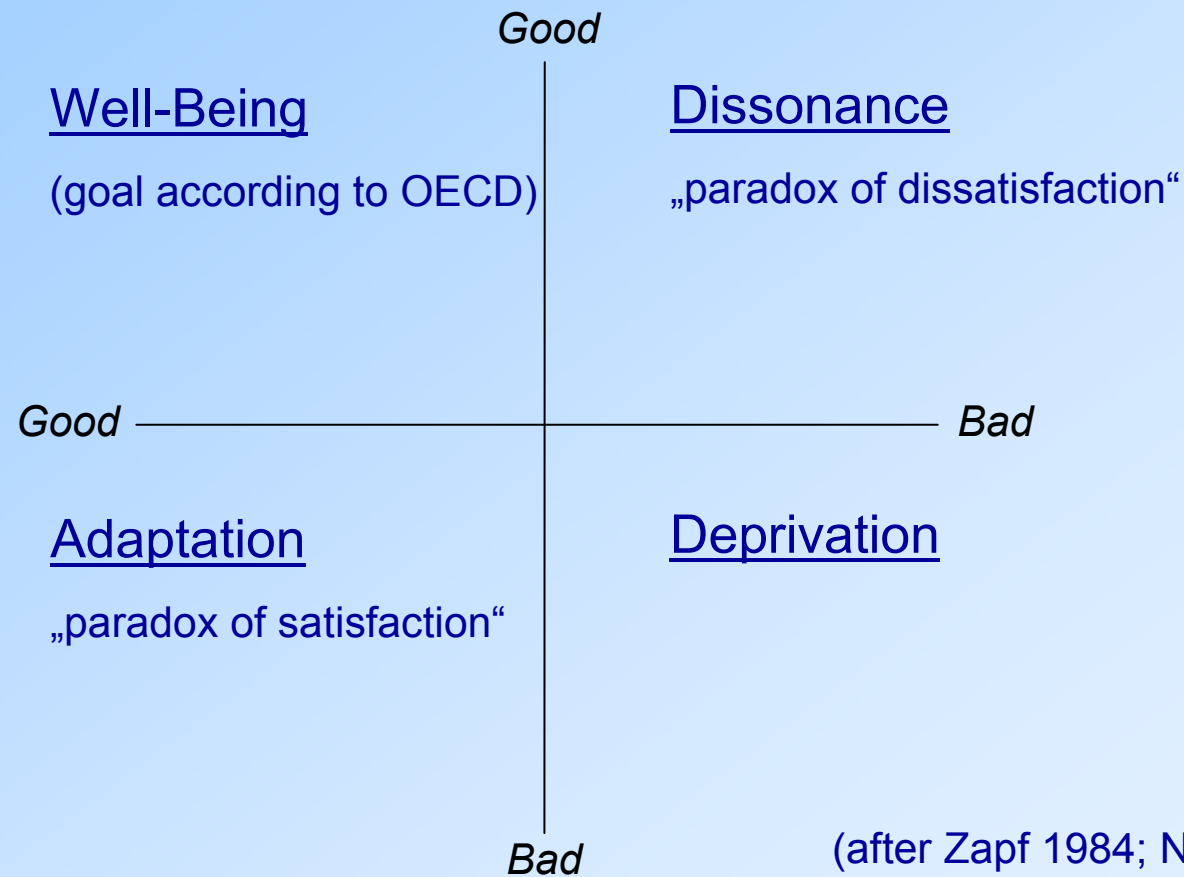 Good
Well-Being
Dissonance
(goal according to OECD)
„paradox of dissatisfaction“
Good
Bad
Adaptation
Deprivation
„paradox of satisfaction“
Bad
(after Zapf 1984; N